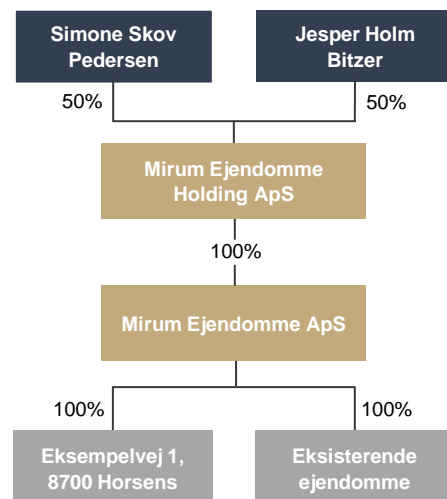 Simone Skov
Pedersen
Jesper Holm
Bitzer
50%
50%
Mirum Ejendomme
Holding ApS
100%
Mirum Ejendomme ApS
100%
100%
Eksempelvej 1,
8700 Horsens
Eksisterende
ejendomme